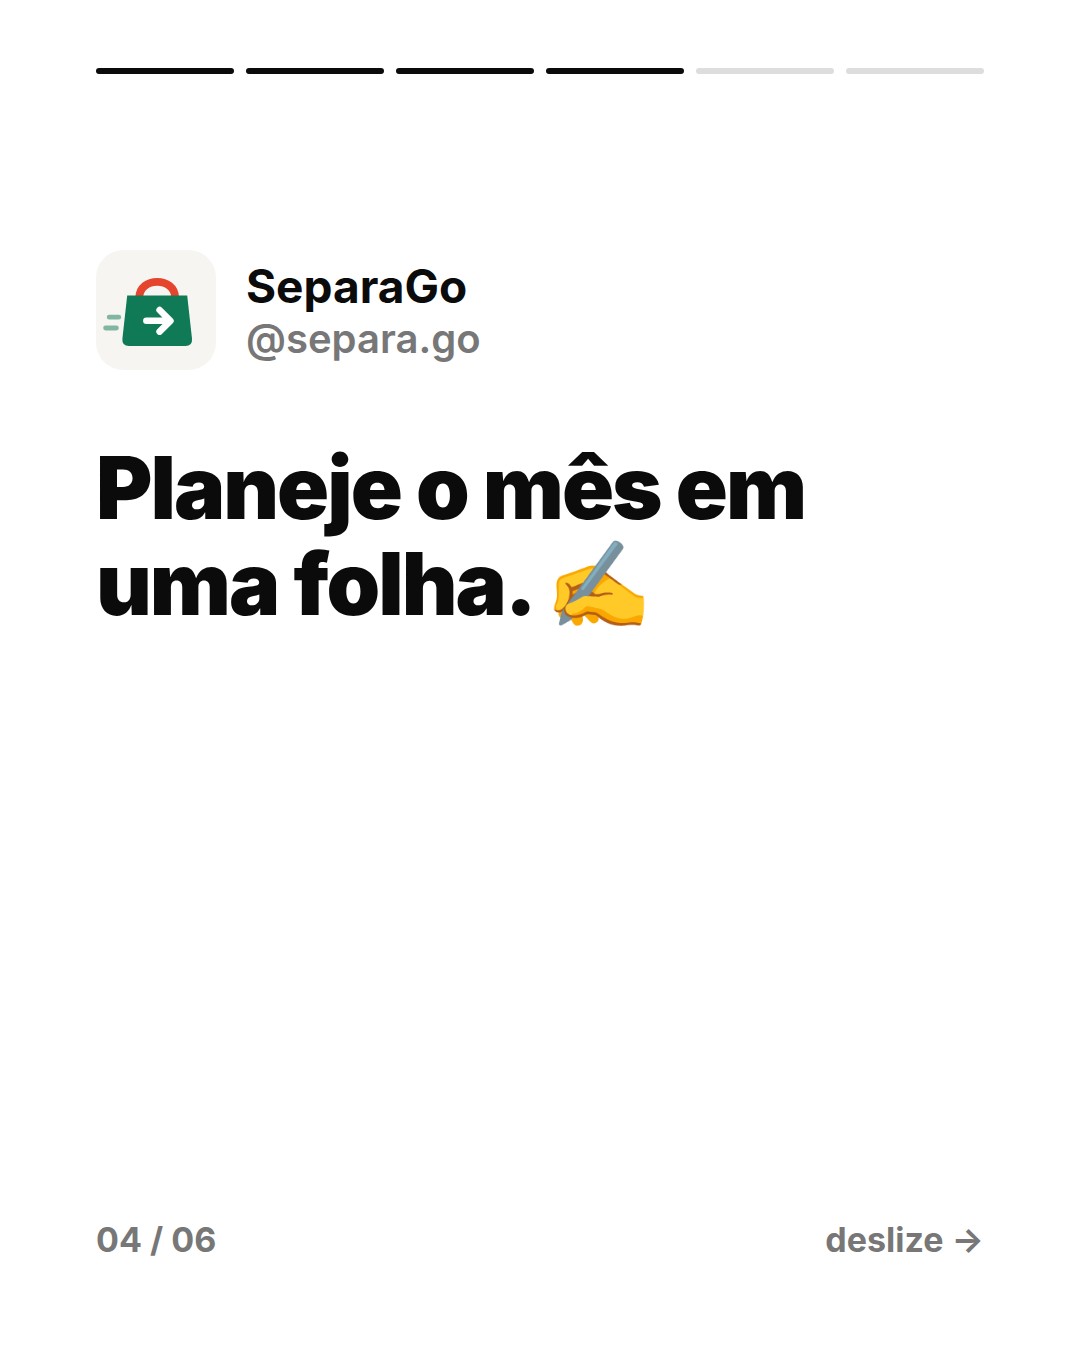 SeparaGo
@separa.go
Planeje o mês em
uma folha. ✍️
04 / 06
deslize →